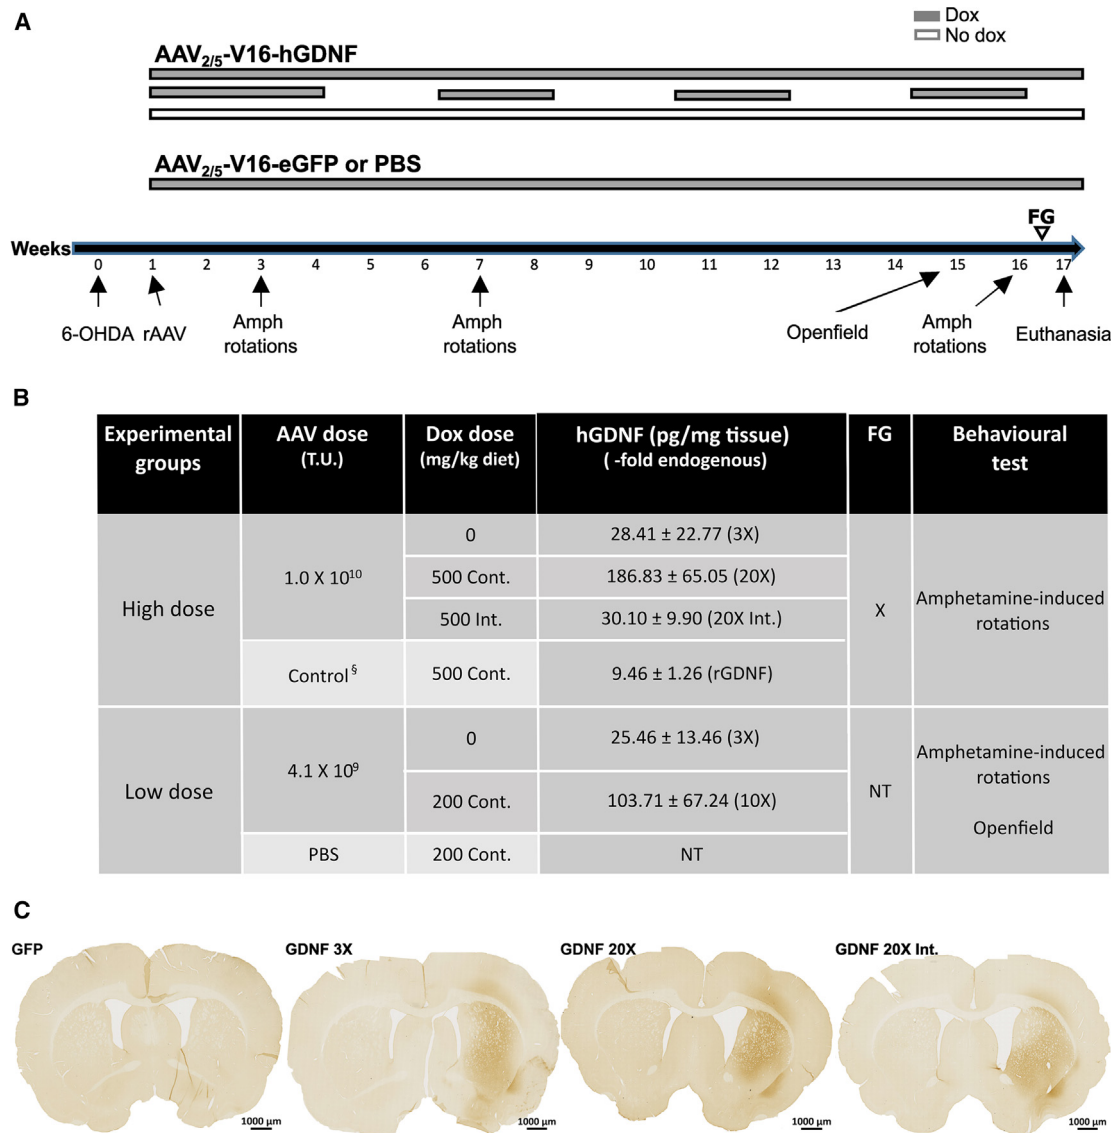 A
Dox
No dox
AAV2/5-V16-hGDNF
AAV2/5-V16-eGFP or PBS
FG
Weeks
0 1 2 3 4 5 6 7 8 9 10 11 12 13 14 15 16 17
6-OHDA rAAV
Amph
rotations
Amph
rotations
Openfield
Amph
rotations
Euthanasia
B
Experimental
groups
AAV dose
(T.U.)
Dox dose
(mg/kg diet)
hGDNF (pg/mg tissue)
( -fold endogenous)
FG
Behavioural
test
High dose
1.0 X 10¹⁰
0
28.41 ± 22.77 (3X)
500 Cont.
186.83 ± 65.05 (20X)
500 Int.
30.10 ± 9.90 (20X Int.)
Control §
500 Cont.
9.46 ± 1.26 (rGDNF)
X
Amphetamine-induced
rotations
Low dose
4.1 X 10⁹
0
25.46 ± 13.46 (3X)
200 Cont.
103.71 ± 67.24 (10X)
PBS
200 Cont.
NT
NT
Amphetamine-induced
rotations
Openfield
C
GFP
GDNF 3X
GDNF 20X
GDNF 20X Int.
1000 µm
1000 µm
1000 µm
1000 µm